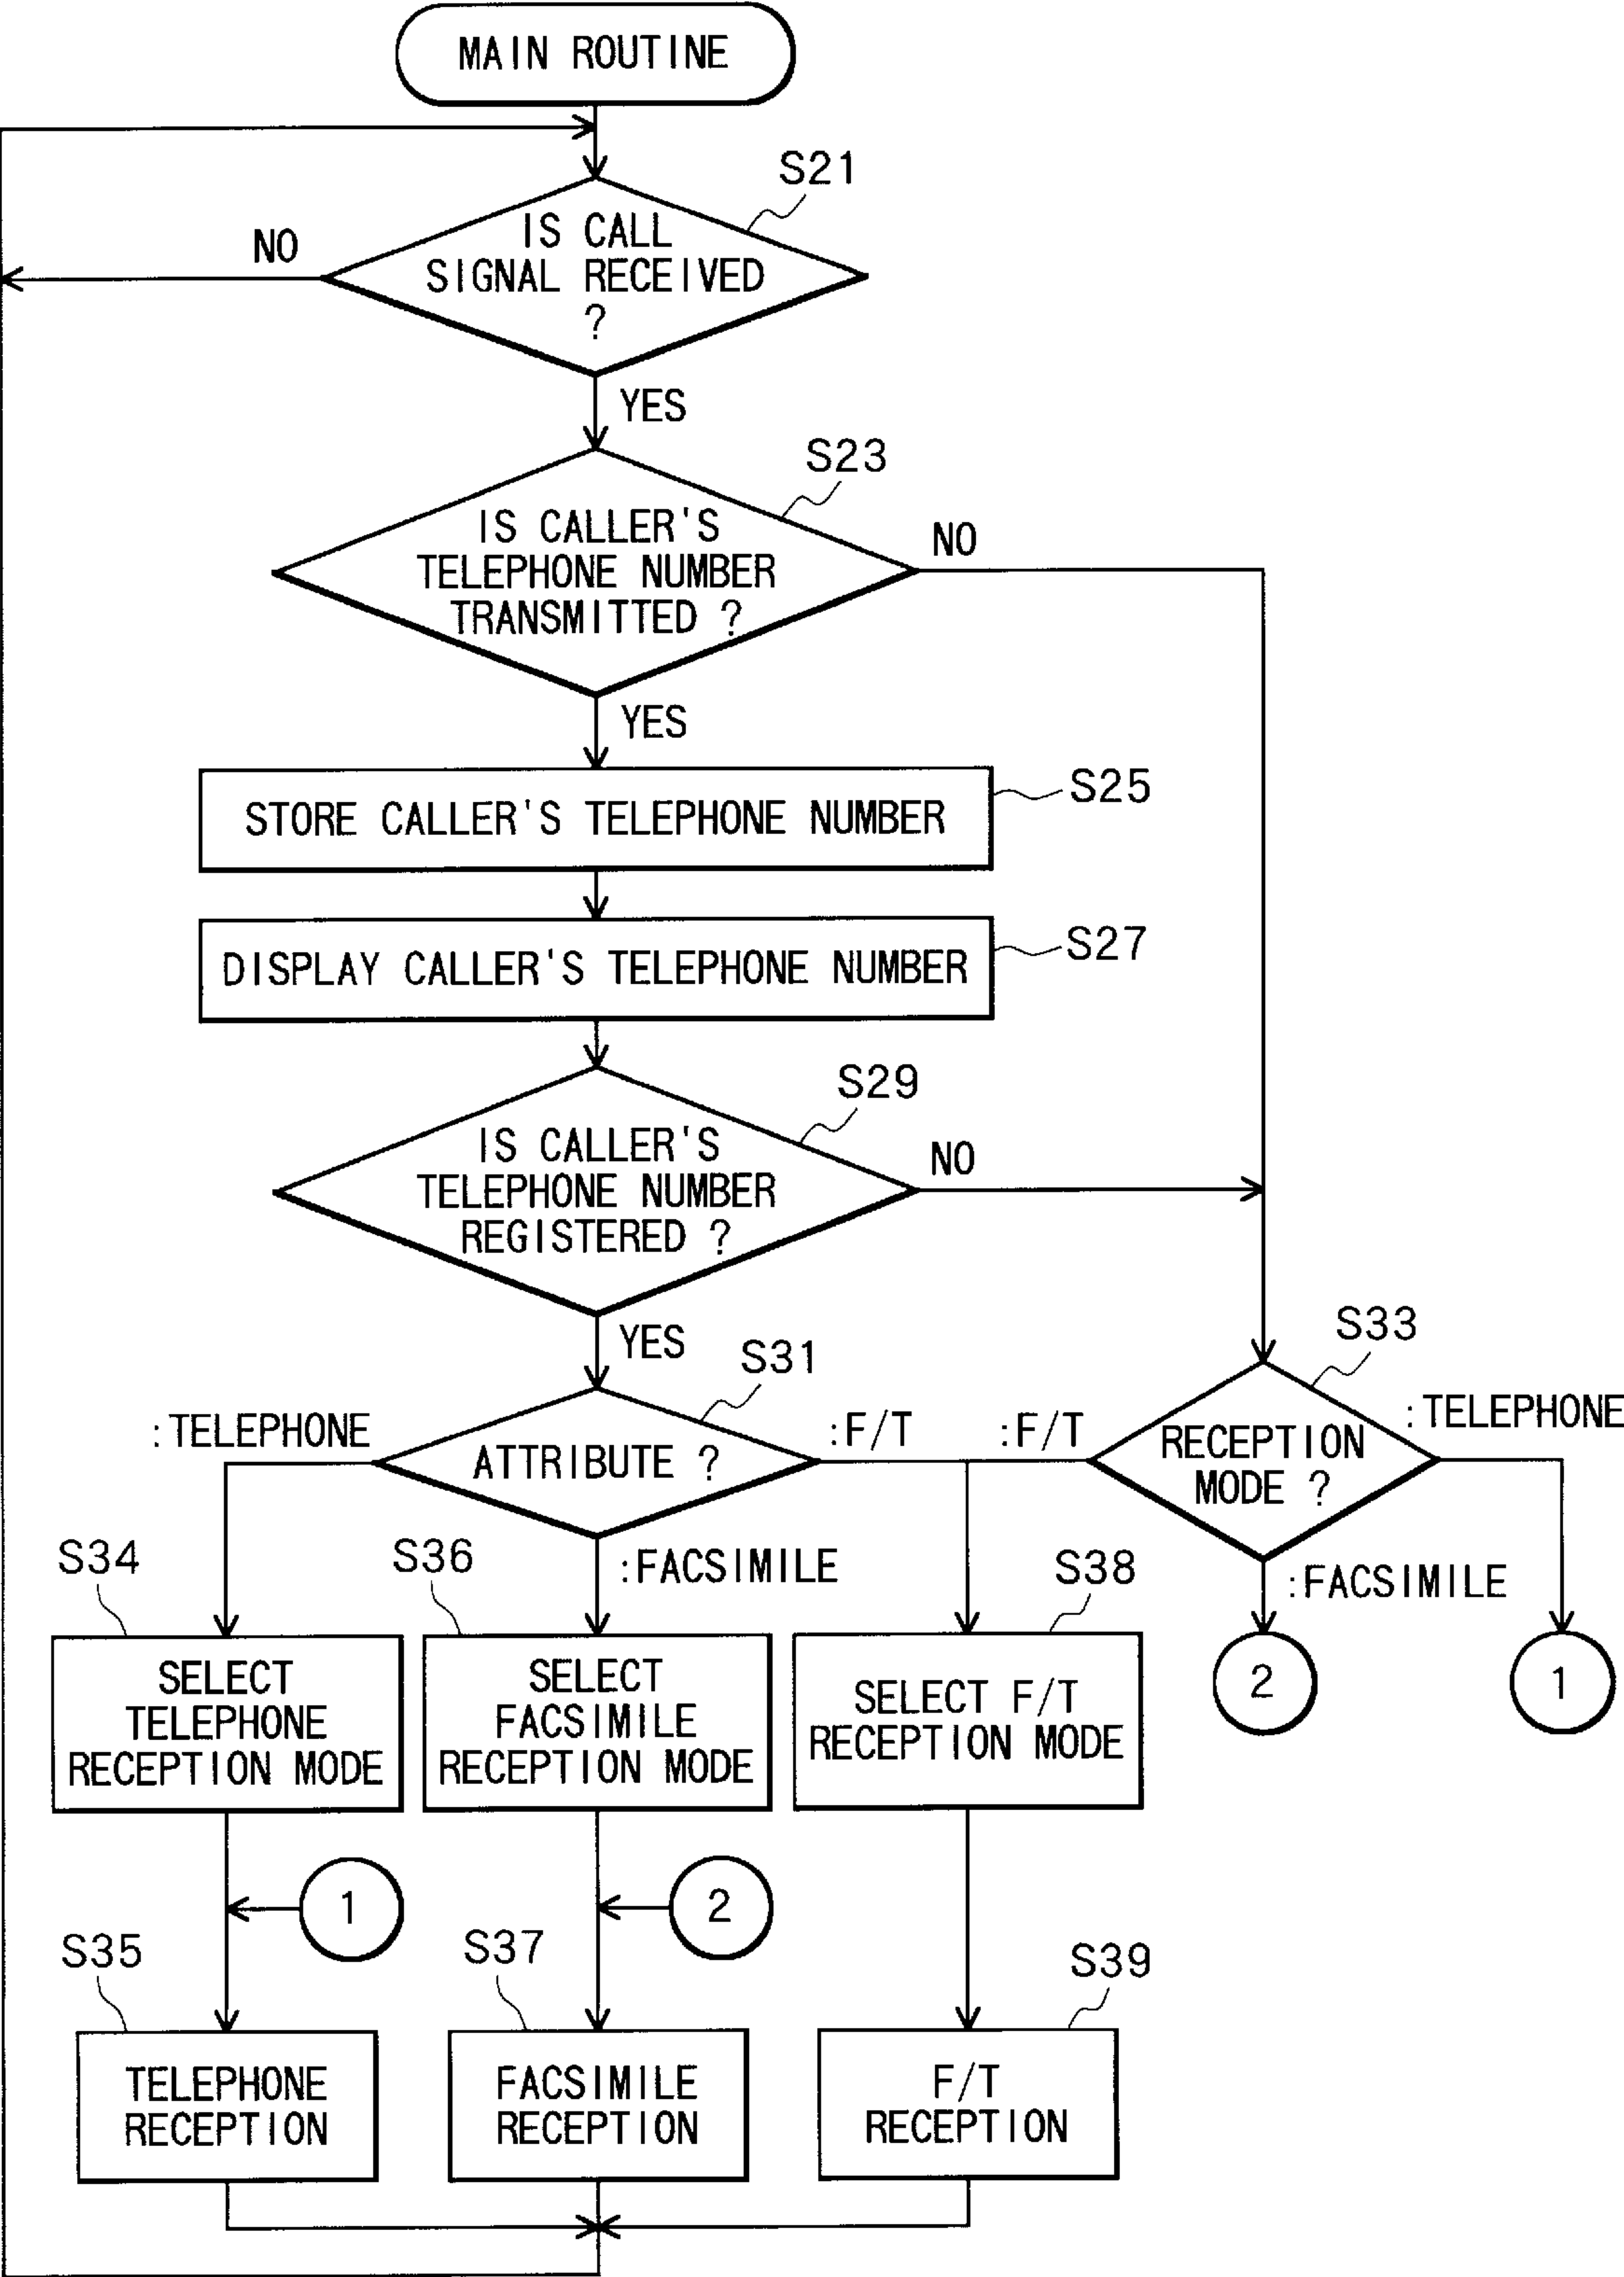 MAIN ROUTINE
S21
IS CALL
SIGNAL RECEIVED
?
NO
YES
S23
IS CALLER'S
TELEPHONE NUMBER
TRANSMITTED ?
NO
YES
S25
STORE CALLER'S TELEPHONE NUMBER
S27
DISPLAY CALLER'S TELEPHONE NUMBER
S29
IS CALLER'S
TELEPHONE NUMBER
REGISTERED ?
NO
YES
S31
S33
:TELEPHONE
ATTRIBUTE ?
:F/T
:F/T
RECEPTION
MODE ?
:TELEPHONE
:FACSIMILE
:FACSIMILE
S34
SELECT
TELEPHONE
RECEPTION MODE
S36
SELECT
FACSIMILE
RECEPTION MODE
S38
SELECT F/T
RECEPTION MODE
2
1
1
2
S35
TELEPHONE
RECEPTION
S37
FACSIMILE
RECEPTION
S39
F/T
RECEPTION